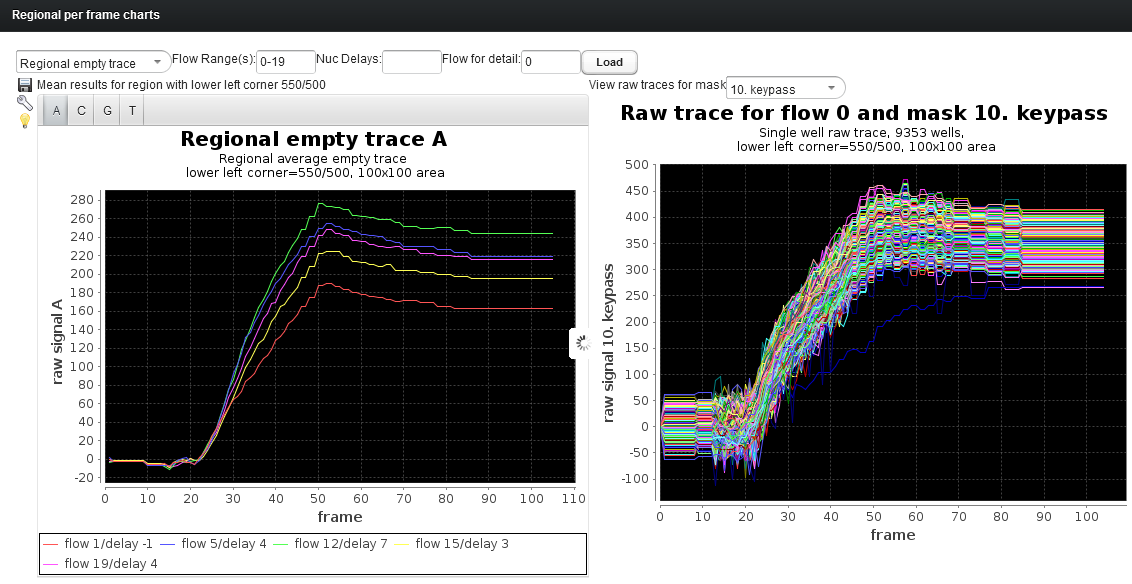 Regional per frame charts
Regional empty trace Flow Range(s): 0-19 Nuc Delays: Flow for detail: 0 Load
Mean results for region with lower left corner 550/500
View raw traces for mask 10. keypass
A C G T
Regional empty trace A
Regional average empty trace
lower left corner=550/500, 100x100 area
280
260
240
220
200
180
160
140
120
100
80
60
40
20
0
-20
raw signal A
0 10 20 30 40 50 60 70 80 90 100 110
frame
flow 1/delay -1 flow 5/delay 4 flow 12/delay 7 flow 15/delay 3
flow 19/delay 4
Raw trace for flow 0 and mask 10. keypass
Single well raw trace, 9353 wells,
lower left corner=550/500, 100x100 area
500
450
400
350
300
250
200
150
100
50
0
-50
-100
raw signal 10. keypass
0 10 20 30 40 50 60 70 80 90 100
frame